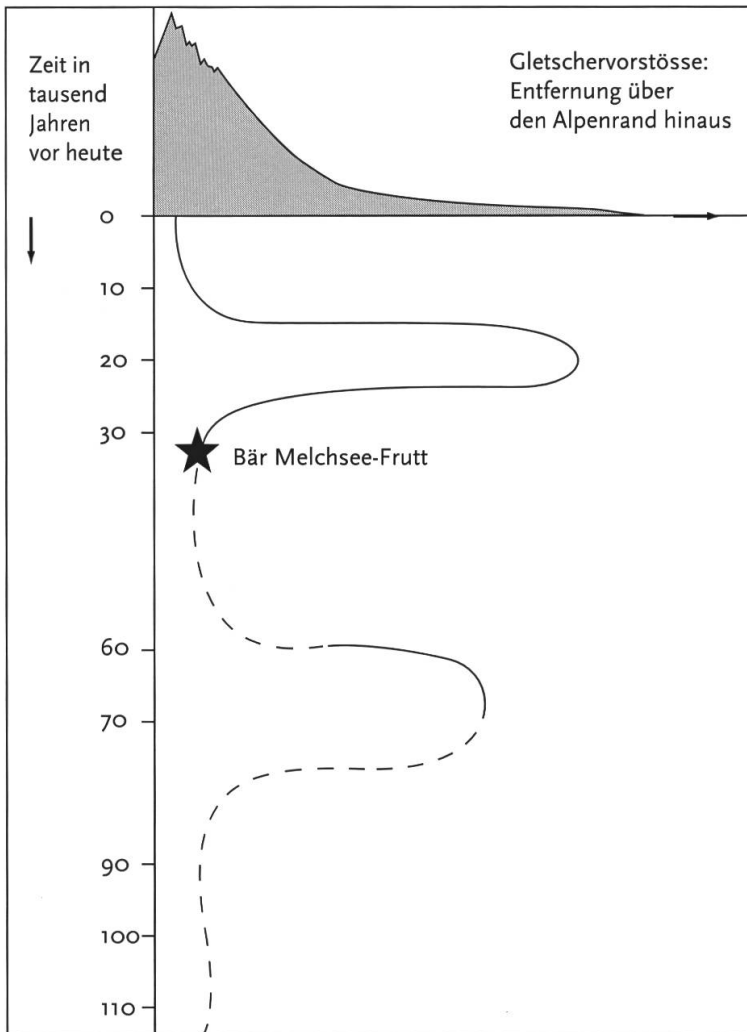 Zeit in
tausend
Jahren
vor heute
Gletschervorstösse:
Entfernung über
den Alpenrand hinaus
0
10
20
30
Bär Melchsee-Frutt
60
70
90
100
110